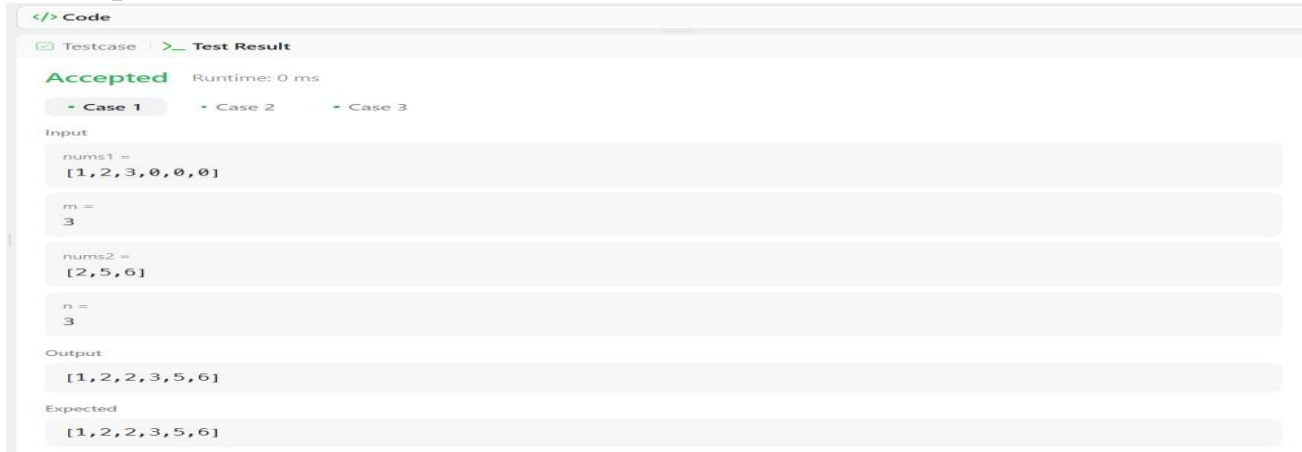 </> Code
Testcase >_ Test Result
Accepted Runtime: 0 ms
• Case 1 • Case 2 • Case 3
Input
nums1 =
[1,2,3,0,0,0]
m =
3
nums2 =
[2,5,6]
n =
3
Output
[1,2,2,3,5,6]
Expected
[1,2,2,3,5,6]